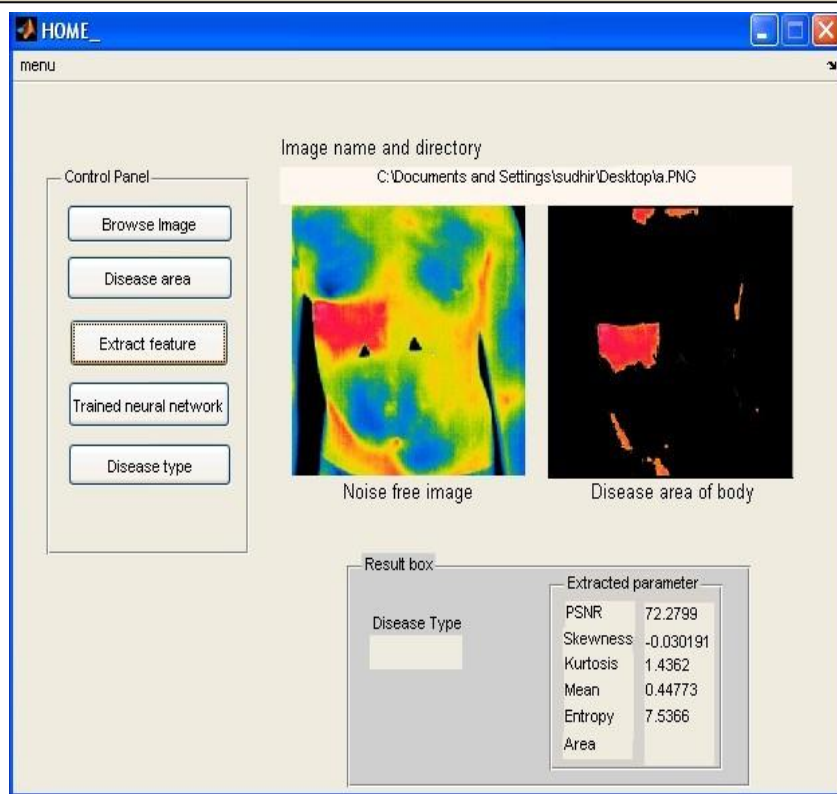 HOME_
menu
Image name and directory
C:\Documents and Settings\sudhir\Desktop\a.PNG
Control Panel
Browse Image
Disease area
Extract feature
Trained neural network
Disease type
Noise free image
Disease area of body
Result box
Disease Type
Extracted parameter
PSNR 72.2799
Skewness -0.030191
Kurtosis 1.4362
Mean 0.44773
Entropy 7.5366
Area